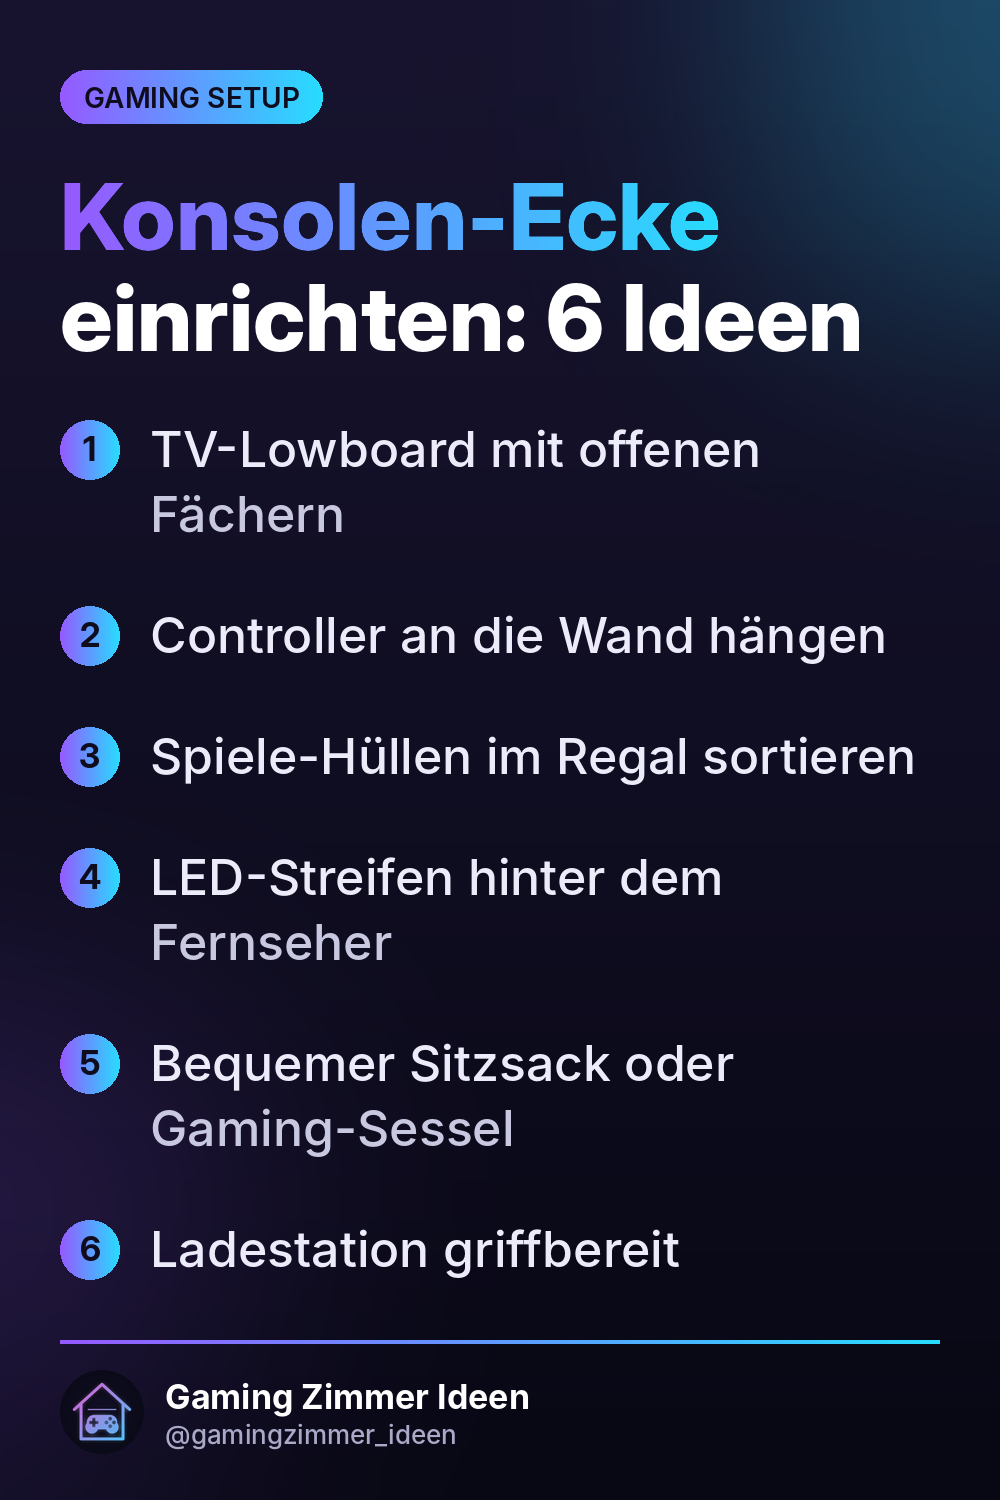 GAMING SETUP
Konsolen-Ecke
einrichten: 6 Ideen
1 TV-Lowboard mit offenen
Fächern
2 Controller an die Wand hängen
3 Spiele-Hüllen im Regal sortieren
4 LED-Streifen hinter dem
Fernseher
5 Bequemer Sitzsack oder
Gaming-Sessel
6 Ladestation griffbereit
Gaming Zimmer Ideen
@gamingzimmer_ideen